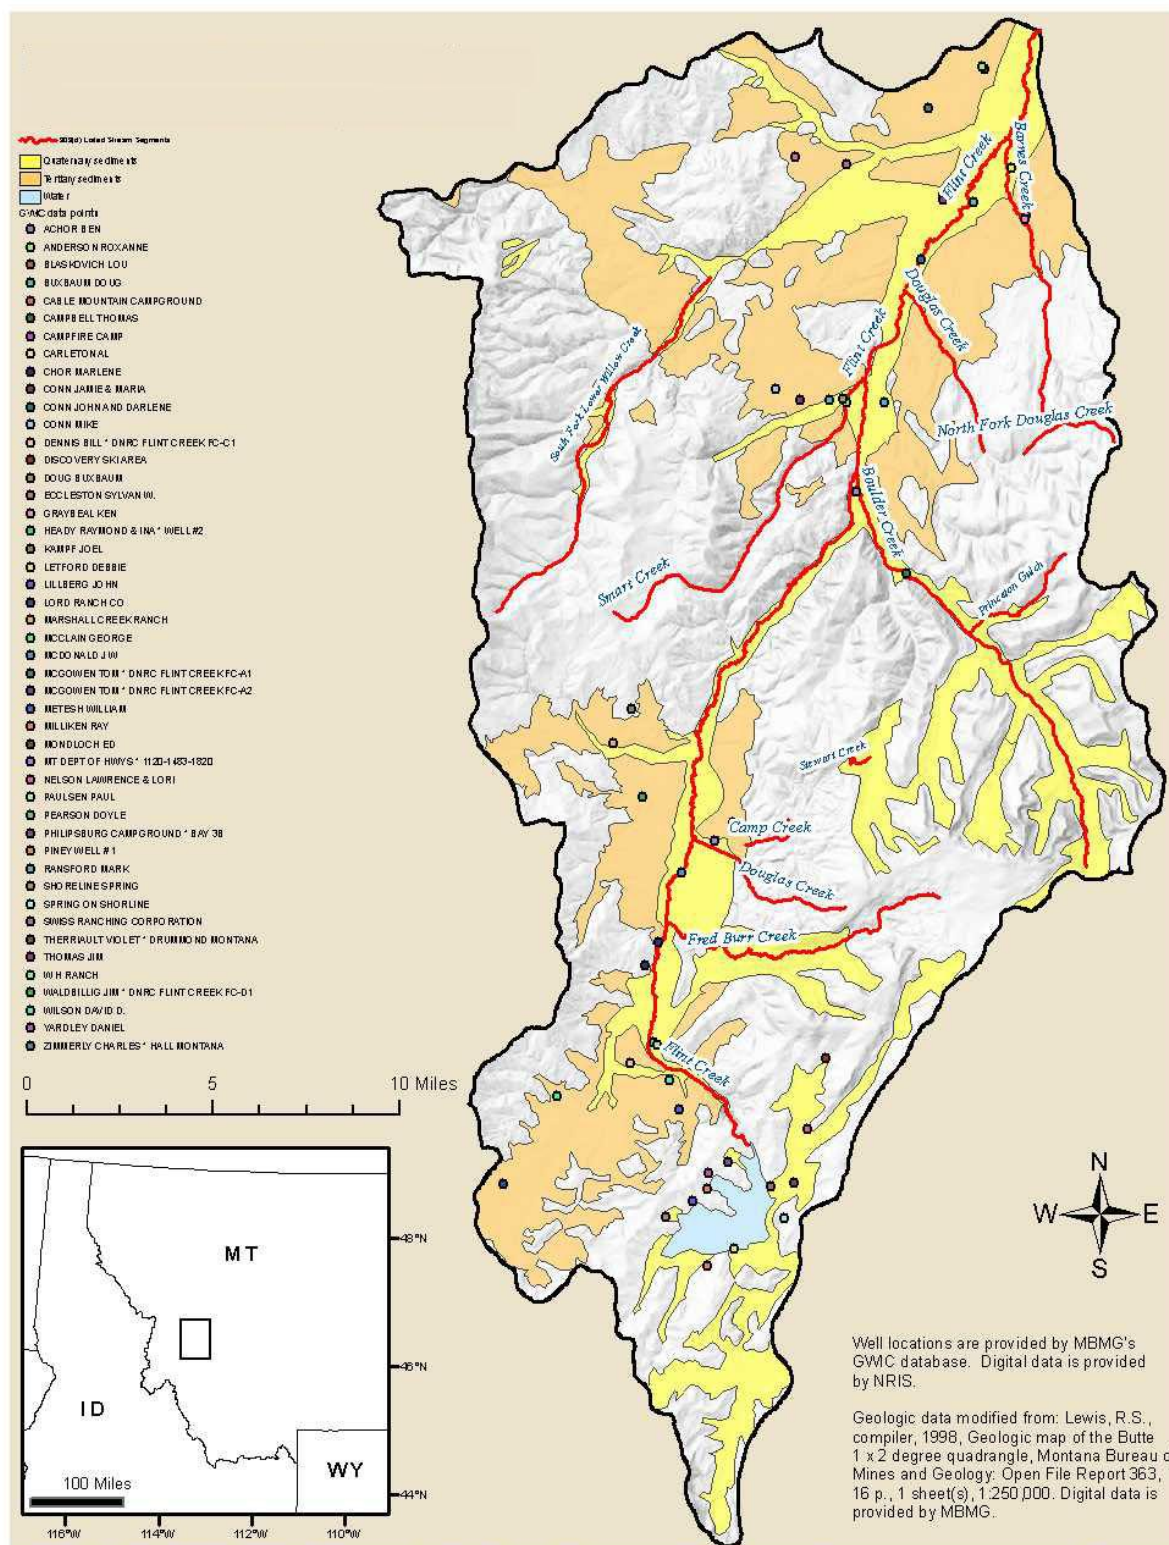 303(d) Listed Stream Segments
Quaternary sediments
Tertiary sediments
Water
GWIC data points
ACHOR BEN
ANDERSON ROXANNE
BLASKOVICH LOU
BUXBAUM DOUG
CABLE MOUNTAIN CAMPGROUND
CAMPBELL THOMAS
CAMPFIRE CAMP
CARLETON AL
CHOR MARLENE
CONN JAMIE & MARIA
CONN JOHN AND DARLENE
CONN MIKE
DENNIS BILL * DNRC FLINT CREEK FC-C1
DISCOVERY SKI AREA
DOUG BUXBAUM
ECCLESTON SYLVAN W.
GRAYBEAL KEN
HEADY RAYMOND & INA * WELL #2
KAMPF JOEL
LETFORD DEBBIE
LILLBERG JOHN
LORD RANCH CO
MARSHALL CREEK RANCH
MCCLAIN GEORGE
MCDONALD J W
MCGOWEN TOM * DNRC FLINT CREEK FC-A1
MCGOWEN TOM * DNRC FLINT CREEK FC-A2
METESH WILLIAM
MILLIKEN RAY
MONDLOCH ED
MT DEPT OF HWYS * 1120-1483-1820
NELSON LAWRENCE & LORI
PAULSEN PAUL
PEARSON DOYLE
PHILIPSBURG CAMPGROUND * BAY 3B
PINEY WELL # 1
RANSFORD MARK
SHORELINE SPRING
SPRING ON SHORLINE
SWISS RANCHING CORPORATION
THERRIAULT VIOLET * DRUMMOND MONTANA
THOMAS JIM
W H RANCH
WALDBILLIG JIM * DNRC FLINT CREEK FC-D1
WILSON DAVID D.
YARDLEY DANIEL
ZIMMERLY CHARLES * HALL MONTANA
0 5 10 Miles
Barnes Creek
Flint Creek
Douglas Creek
Flint Creek
South Fork Lower Willow Creek
North Fork Douglas Creek
Boulder Creek
Smart Creek
Princeton Gulch
Stewart Creek
Camp Creek
Douglas Creek
Fred Burr Creek
Flint Creek
N
W E
S
MT
ID
WY
100 Miles
48°N
46°N
44°N
116°W 114°W 112°W 110°W
Well locations are provided by MBMG's
GWIC database. Digital data is provided
by NRIS.
Geologic data modified from: Lewis, R.S.,
compiler, 1998, Geologic map of the Butte
1 x 2 degree quadrangle, Montana Bureau o
Mines and Geology: Open File Report 363,
16 p., 1 sheet(s), 1:250,000. Digital data is
provided by MBMG.